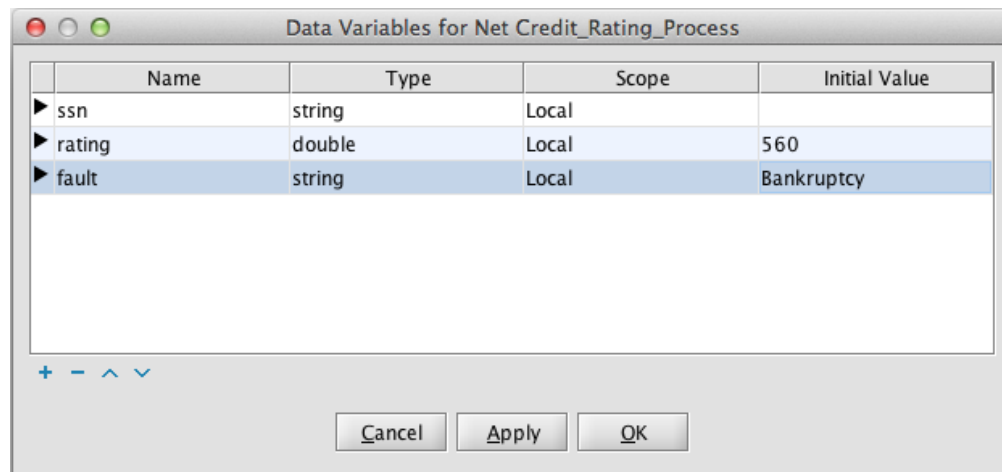 Data Variables for Net Credit_Rating_Process
Name Type Scope Initial Value
ssn string Local
rating double Local 560
fault string Local Bankruptcy
Cancel Apply OK